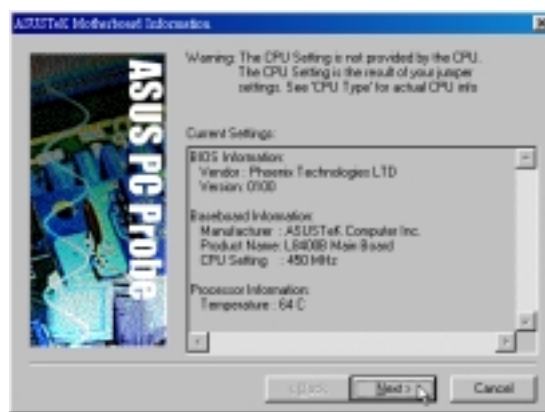 ASUSTeK Motherboard Information
ASUS PC Probe
Warning: The CPU Setting is not provided by the CPU.
The CPU Setting is the result of your jumper
settings. See 'CPU Type' for actual CPU info
Current Settings:
BIOS Information:
Vendor : Phoenix Technologies LTD
Version: 0100
Baseboard Information:
Manufacturer : ASUSTeK Computer Inc.
Product Name: L8400B Main Board
CPU Setting : 450 MHz
Processor Information:
Temperature : 64 C
< Back
Next >
Cancel